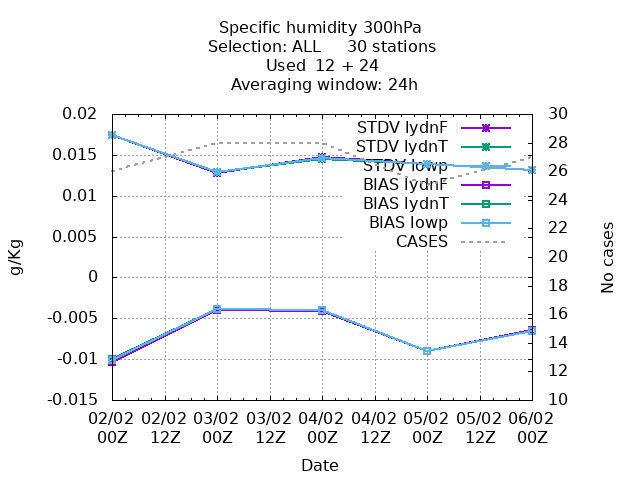 Specific humidity 300hPa
Selection: ALL     30 stations
Used  12 + 24
Averaging window: 24h
0.02
0.015
0.01
0.005
0
-0.005
-0.01
-0.015
g/Kg
30
28
26
24
22
20
18
16
14
12
10
No cases
STDV lydnF
STDV lydnT
STDV lowp
BIAS lydnF
BIAS lydnT
BIAS lowp
CASES
02/02 02/02 03/02 03/02 04/02 04/02 05/02 05/02 06/02
00Z 12Z 00Z 12Z 00Z 12Z 00Z 12Z 00Z
Date